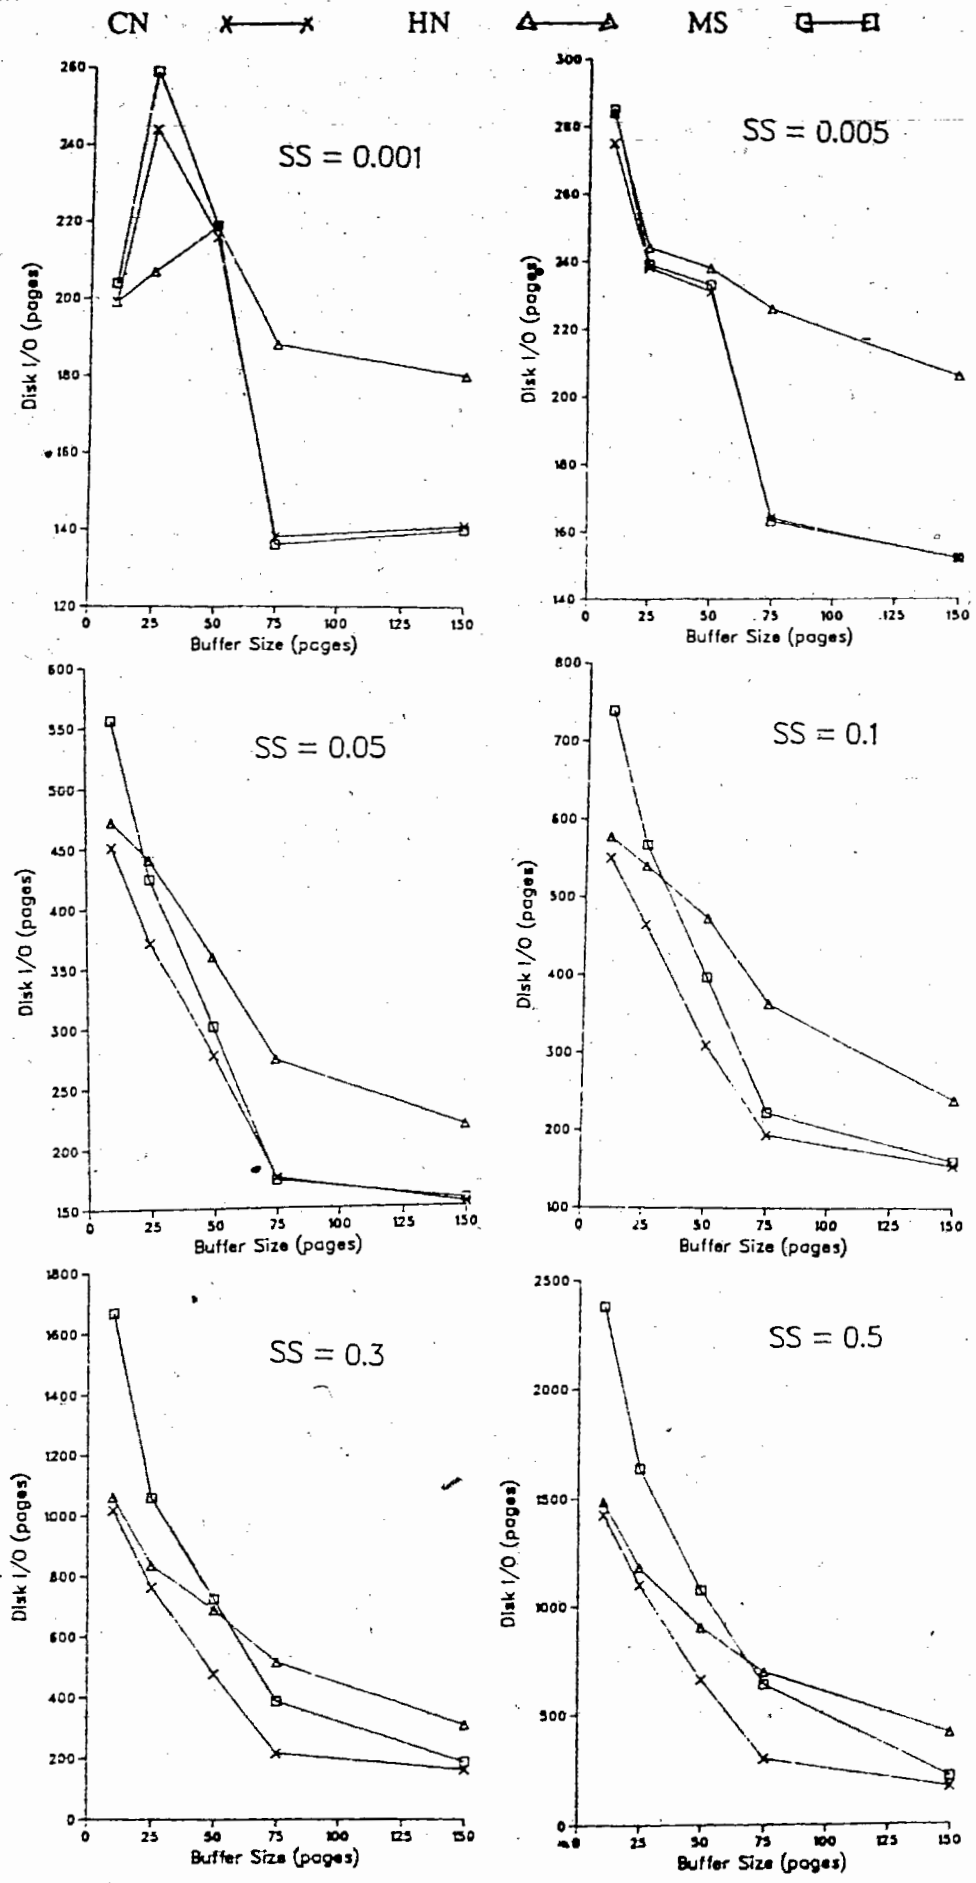 CN HN MS
260
240
220
200
180
160
140
120
0 25 50 75 100 125 150
Disk I/O (pages)
Buffer Size (pages)
SS = 0.001
300
280
260
240
220
200
180
160
140
0 25 50 75 100 125 150
Disk I/O (pages)
Buffer Size (pages)
SS = 0.005
600
550
500
450
400
350
300
250
200
150
0 25 50 75 100 125 150
Disk I/O (pages)
Buffer Size (pages)
SS = 0.05
800
700
600
500
400
300
200
100
0 25 50 75 100 125 150
Disk I/O (pages)
Buffer Size (pages)
SS = 0.1
1800
1600
1400
1200
1000
800
600
400
200
0
0 25 50 75 100 125 150
Disk I/O (pages)
Buffer Size (pages)
SS = 0.3
2500
2000
1500
1000
500
0
0 25 50 75 100 125 150
Disk I/O (pages)
Buffer Size (pages)
SS = 0.5